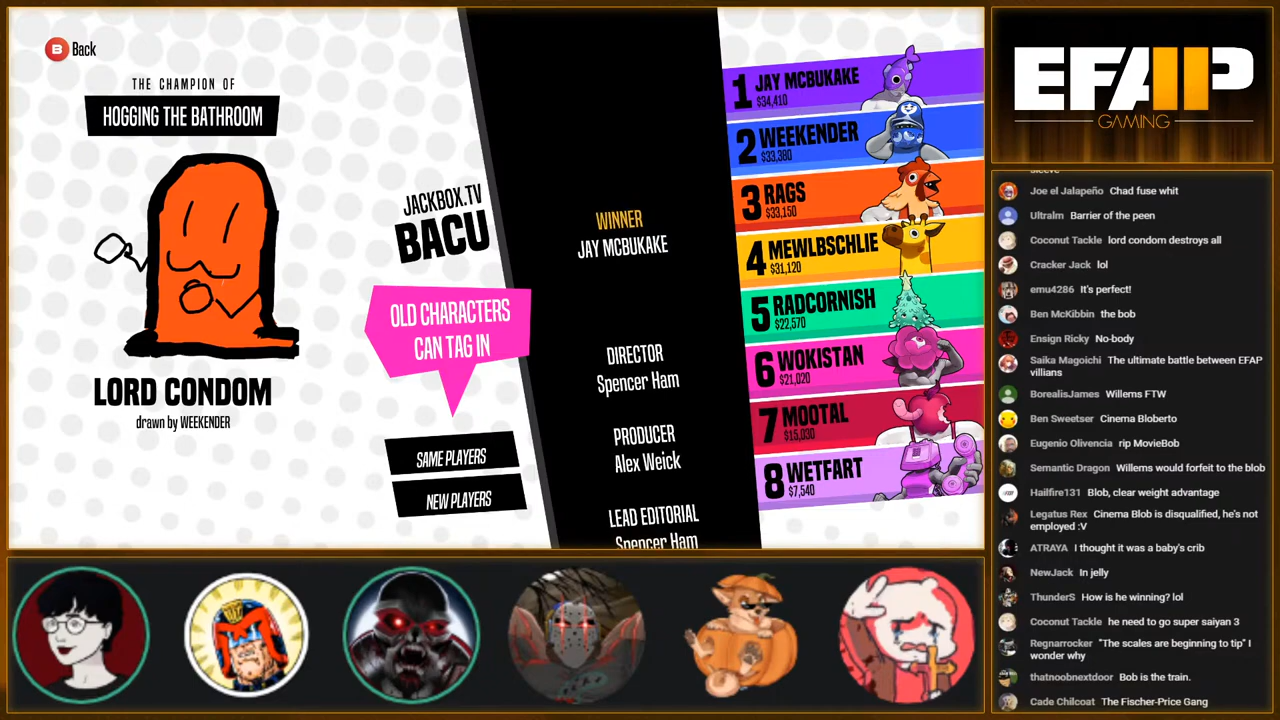 B Back
THE CHAMPION OF
HOGGING THE BATHROOM
LORD CONDOM
drawn by WEEKENDER
JACKBOX.TV
BACU
OLD CHARACTERS
CAN TAG IN
SAME PLAYERS
NEW PLAYERS
WINNER
JAY MCBUKAKE
DIRECTOR
Spencer Ham
PRODUCER
Alex Weick
LEAD EDITORIAL
Spencer Ham
1 JAY MCBUKAKE
$34,410
2 WEEKENDER
$33,380
3 RAGS
$33,150
4 MEWLBSCHLIE
$31,120
5 RADCORNISH
$22,570
6 WOKISTAN
$21,020
7 MOOTAL
$15,030
8 WETFART
$7,540
EFAP
GAMING
sleeve
Joe el Jalapeño Chad fuse whit
Ultralm Barrier of the peen
Coconut Tackle lord condom destroys all
Cracker Jack lol
emu4286 It's perfect!
Ben McKibbin the bob
Ensign Ricky No-body
Saika Magoichi The ultimate battle between EFAP
villians
BorealisJames Willems FTW
Ben Sweetser Cinema Bloberto
Eugenio Olivencia rip MovieBob
Semantic Dragon Willems would forfeit to the blob
Hailfire131 Blob, clear weight advantage
Legatus Rex Cinema Blob is disqualified, he's not
employed :V
ATRAYA I thought it was a baby's crib
NewJack In jelly
ThunderS How is he winning? lol
Coconut Tackle he need to go super saiyan 3
Regnarrocker "The scales are beginning to tip" I
wonder why
thatnoobnextdoor Bob is the train.
Cade Chilcoat The Fischer-Price Gang